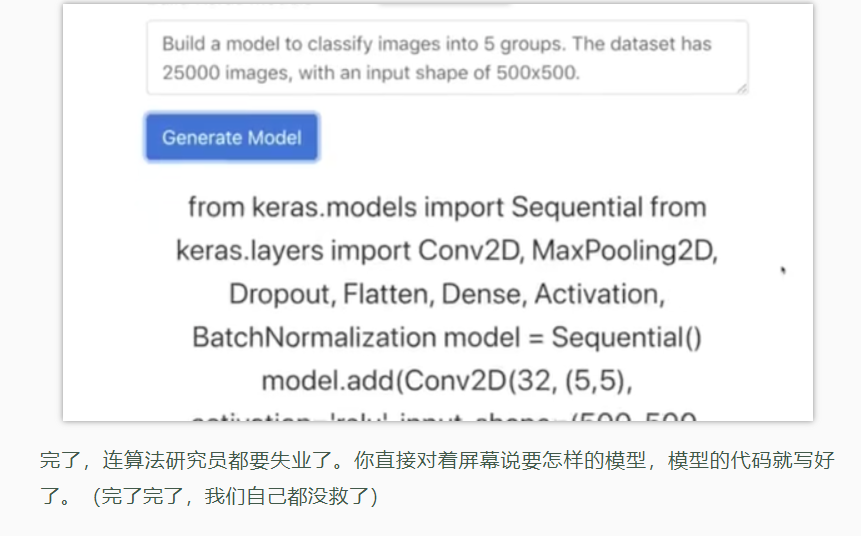 Build a model to classify images into 5 groups. The dataset has
25000 images, with an input shape of 500x500.
Generate Model
from keras.models import Sequential from
keras.layers import Conv2D, MaxPooling2D,
Dropout, Flatten, Dense, Activation,
BatchNormalization model = Sequential()
model.add(Conv2D(32, (5,5),
完了，连算法研究员都要失业了。你直接对着屏幕说要怎样的模型，模型的代码就写好
了。（完了完了，我们自己都没救了）